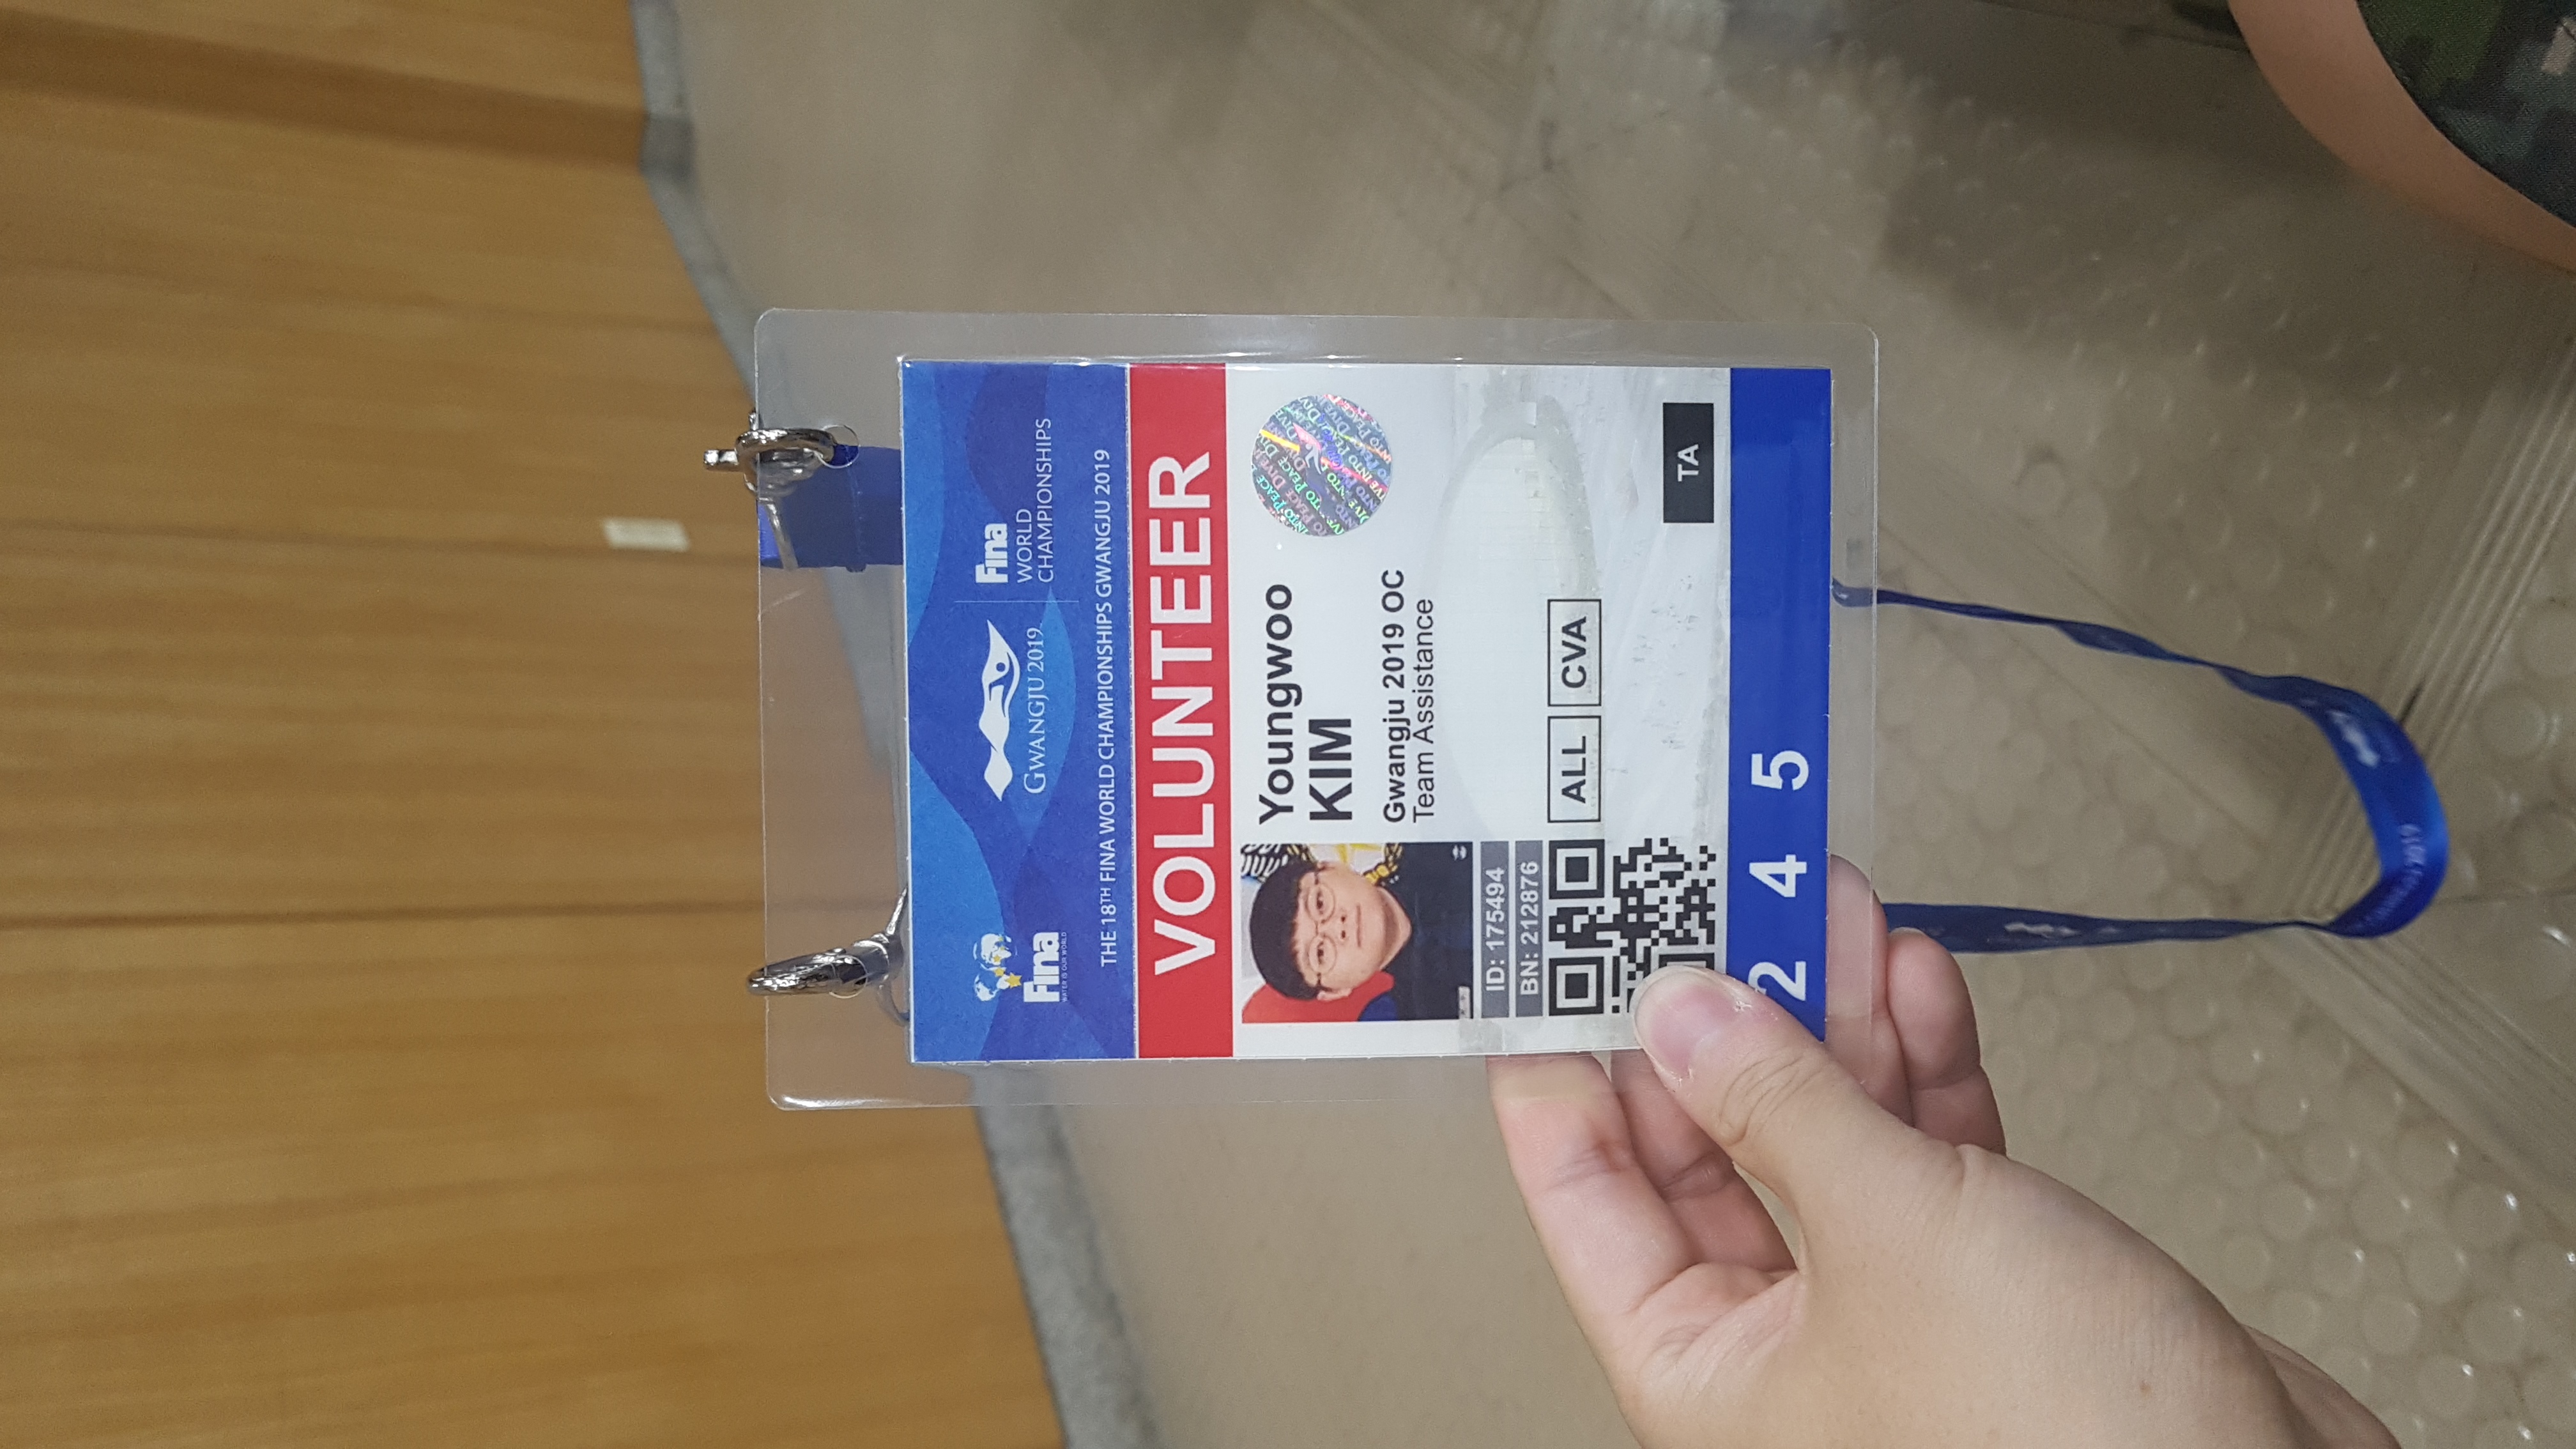 Fina
WATER IS OUR WORLD
GWANGJU 2019
Fina
WORLD
CHAMPIONSHIPS
THE 18TH FINA WORLD CHAMPIONSHIPS GWANGJU 2019
VOLUNTEER
Youngwoo
KIM
Gwangju 2019 OC
Team Assistance
DIVE INTO PEACE
ID: 175494
BN: 212876
ALL CVA
TA
2 4 5